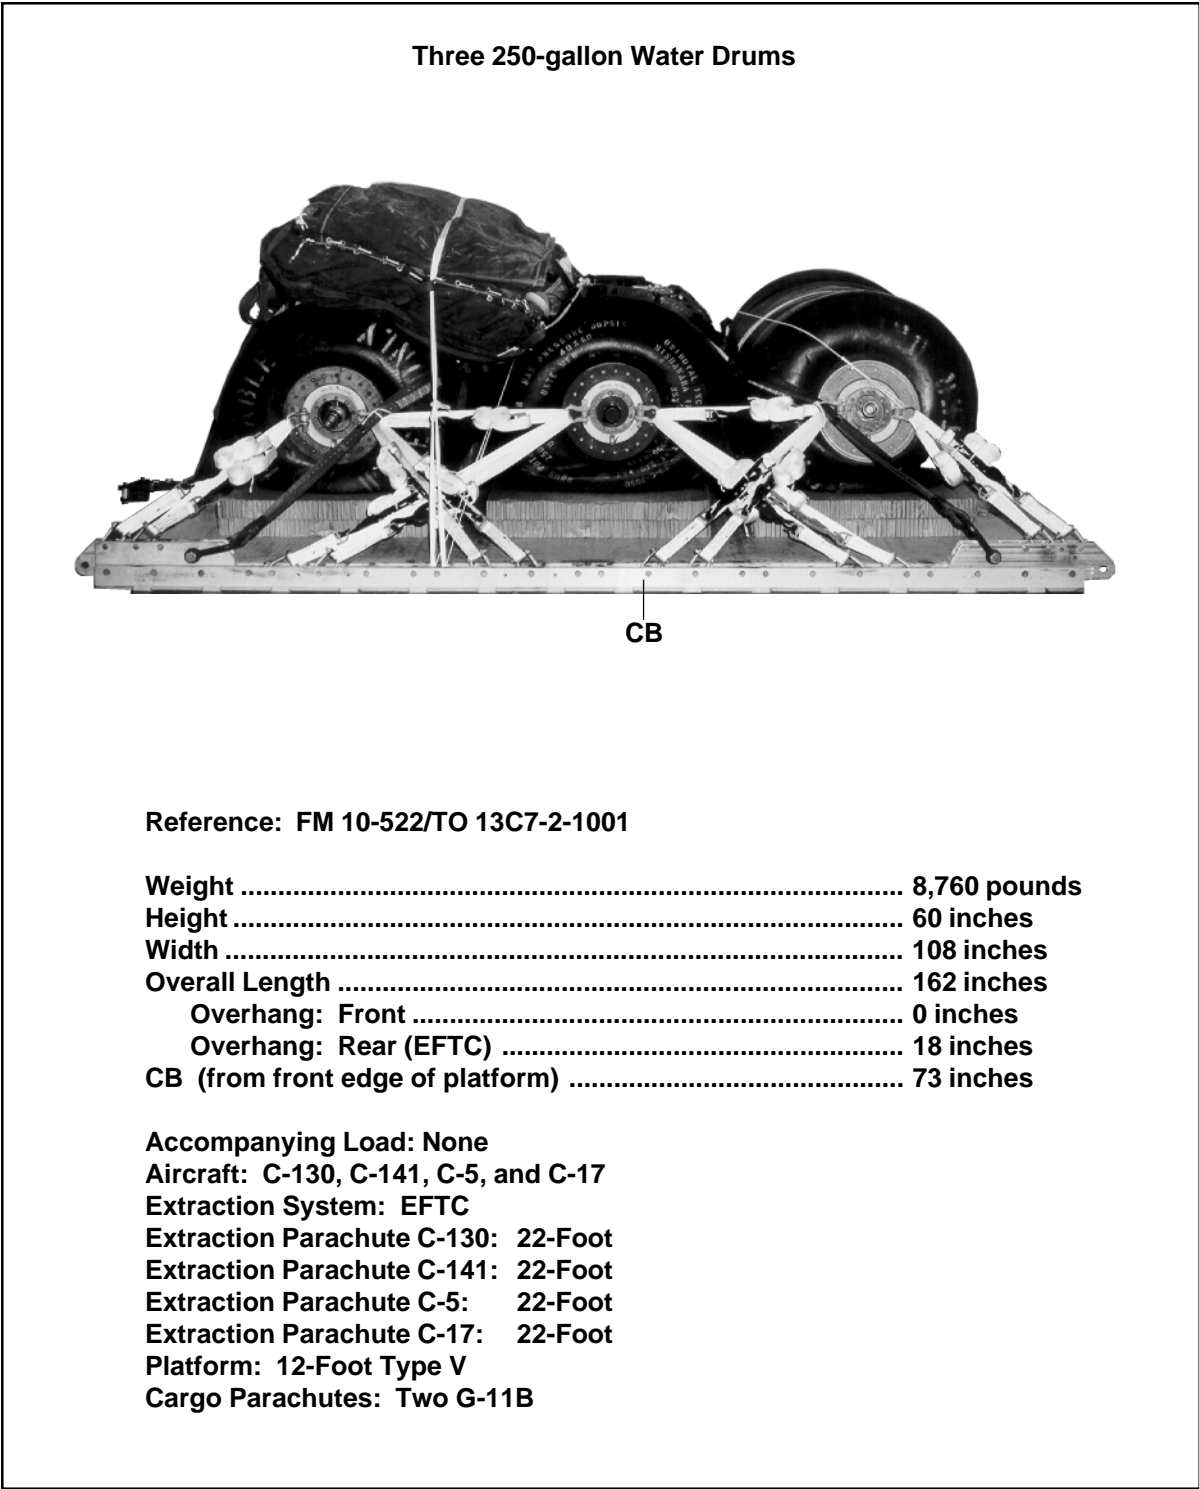 Three 250-gallon Water Drums
CB
Reference: FM 10-522/TO 13C7-2-1001
Weight ........................................................................................ 8,760 pounds
Height ......................................................................................... 60 inches
Width .......................................................................................... 108 inches
Overall Length ........................................................................... 162 inches
Overhang: Front ................................................................. 0 inches
Overhang: Rear (EFTC) ..................................................... 18 inches
CB (from front edge of platform) ............................................ 73 inches
Accompanying Load: None
Aircraft: C-130, C-141, C-5, and C-17
Extraction System: EFTC
Extraction Parachute C-130: 22-Foot
Extraction Parachute C-141: 22-Foot
Extraction Parachute C-5: 22-Foot
Extraction Parachute C-17: 22-Foot
Platform: 12-Foot Type V
Cargo Parachutes: Two G-11B